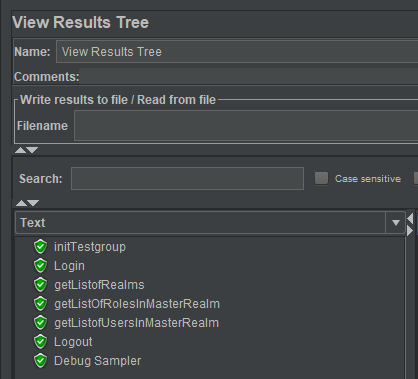 View Results Tree
Name: View Results Tree
Comments:
Write results to file / Read from file
Filename
Search: Case sensitive
Text
initTestgroup
Login
getListofRealms
getListOfRolesInMasterRealm
getListofUsersInMasterRealm
Logout
Debug Sampler